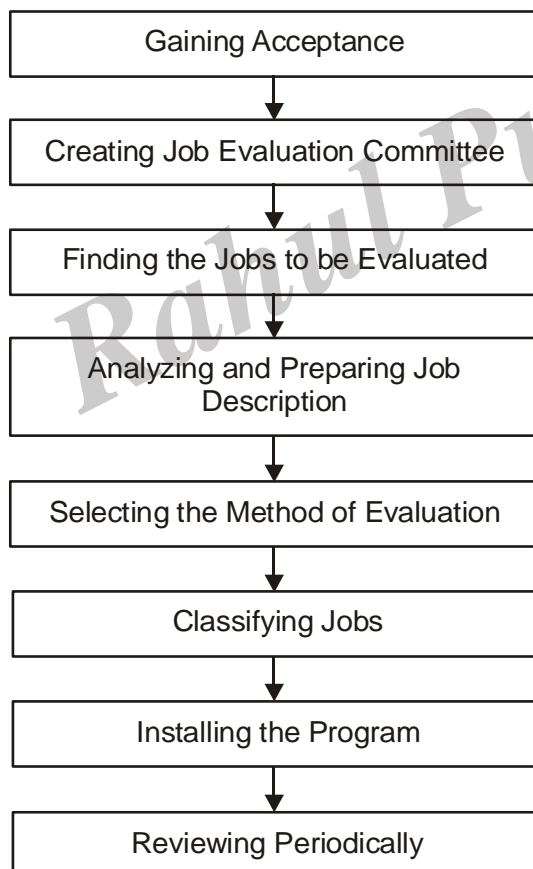 Gaining Acceptance
Creating Job Evaluation Committee
Finding the Jobs to be Evaluated
Analyzing and Preparing Job
Description
Selecting the Method of Evaluation
Classifying Jobs
Installing the Program
Reviewing Periodically
Rahul